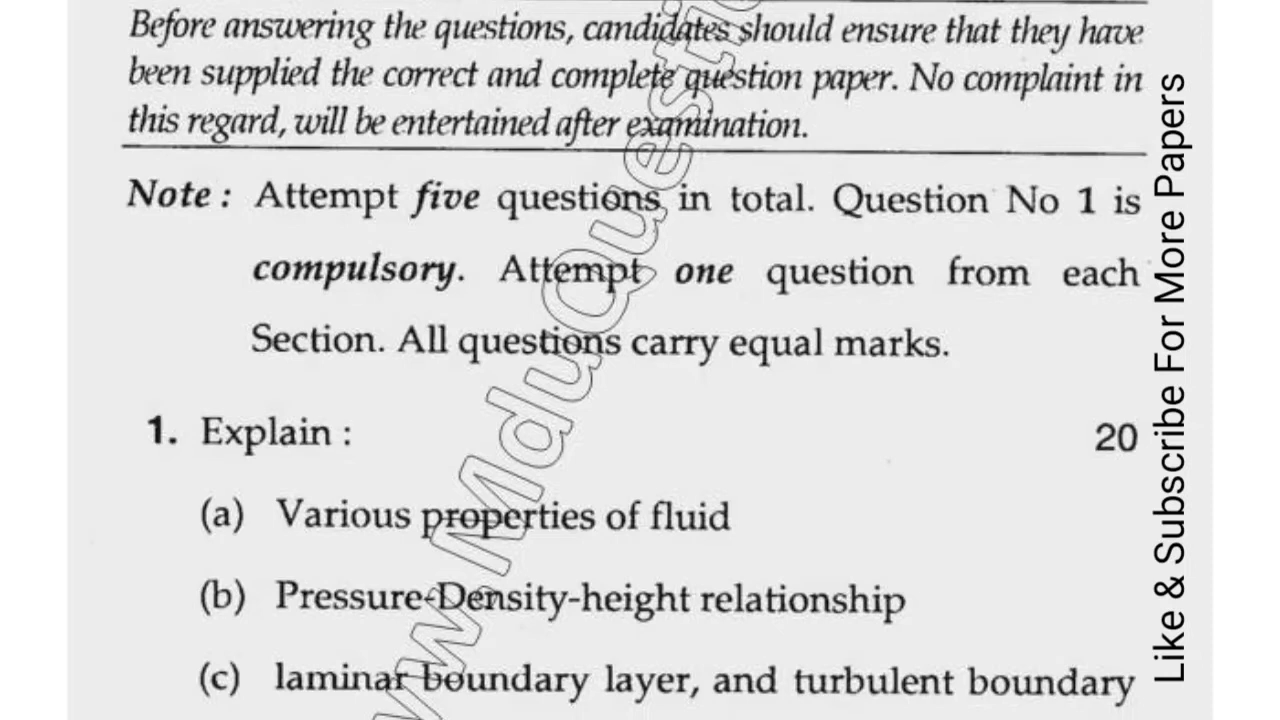 Before answering the questions, candidates should ensure that they have
been supplied the correct and complete question paper. No complaint in
this regard, will be entertained after examination.
Note : Attempt five questions in total. Question No 1 is
compulsory. Attempt one question from each
Section. All questions carry equal marks.
1. Explain : 20
(a) Various properties of fluid
(b) Pressure-Density-height relationship
(c) laminar boundary layer, and turbulent boundary
Like & Subscribe For More Papers